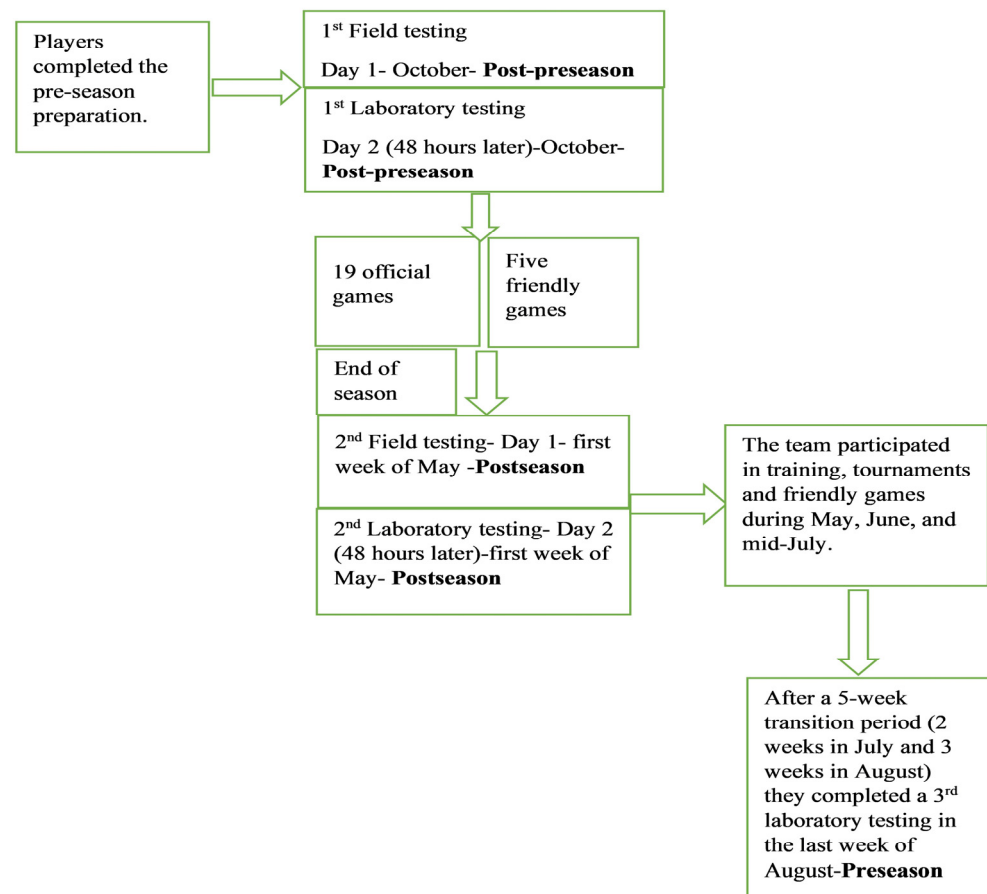 Players
completed the
pre-season
preparation.
1st Field testing
Day 1- October- Post-preseason
1st Laboratory testing
Day 2 (48 hours later)-October-
Post-preseason
19 official
games
Five
friendly
games
End of
season
2nd Field testing- Day 1- first
week of May -Postseason
2nd Laboratory testing- Day 2
(48 hours later)-first week of
May- Postseason
The team participated
in training, tournaments
and friendly games
during May, June, and
mid-July.
After a 5-week
transition period (2
weeks in July and 3
weeks in August)
they completed a 3rd
laboratory testing in
the last week of
August-Preseason